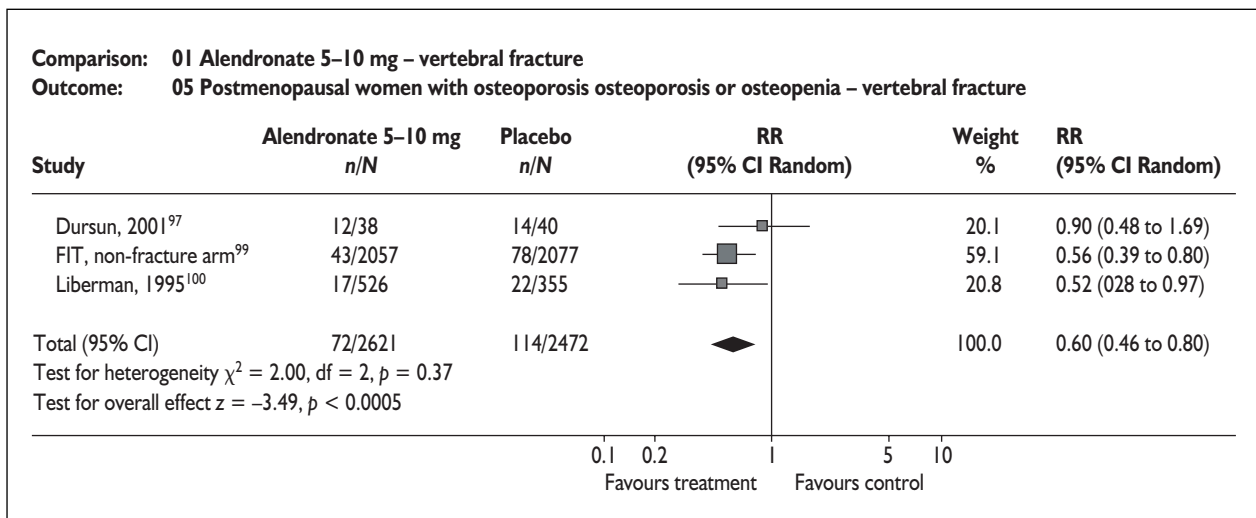 Comparison: 01 Alendronate 5–10 mg – vertebral fracture
Outcome: 05 Postmenopausal women with osteoporosis osteoporosis or osteopenia – vertebral fracture
Alendronate 5–10 mg Placebo RR Weight RR
Study n/N n/N (95% CI Random) % (95% CI Random)
Dursun, 2001⁹⁷ 12/38 14/40 20.1 0.90 (0.48 to 1.69)
FIT, non-fracture arm⁹⁹ 43/2057 78/2077 59.1 0.56 (0.39 to 0.80)
Liberman, 1995¹⁰⁰ 17/526 22/355 20.8 0.52 (028 to 0.97)
Total (95% CI) 72/2621 114/2472 100.0 0.60 (0.46 to 0.80)
Test for heterogeneity χ² = 2.00, df = 2, p = 0.37
Test for overall effect z = –3.49, p < 0.0005
0.1 0.2 1 5 10
Favours treatment Favours control